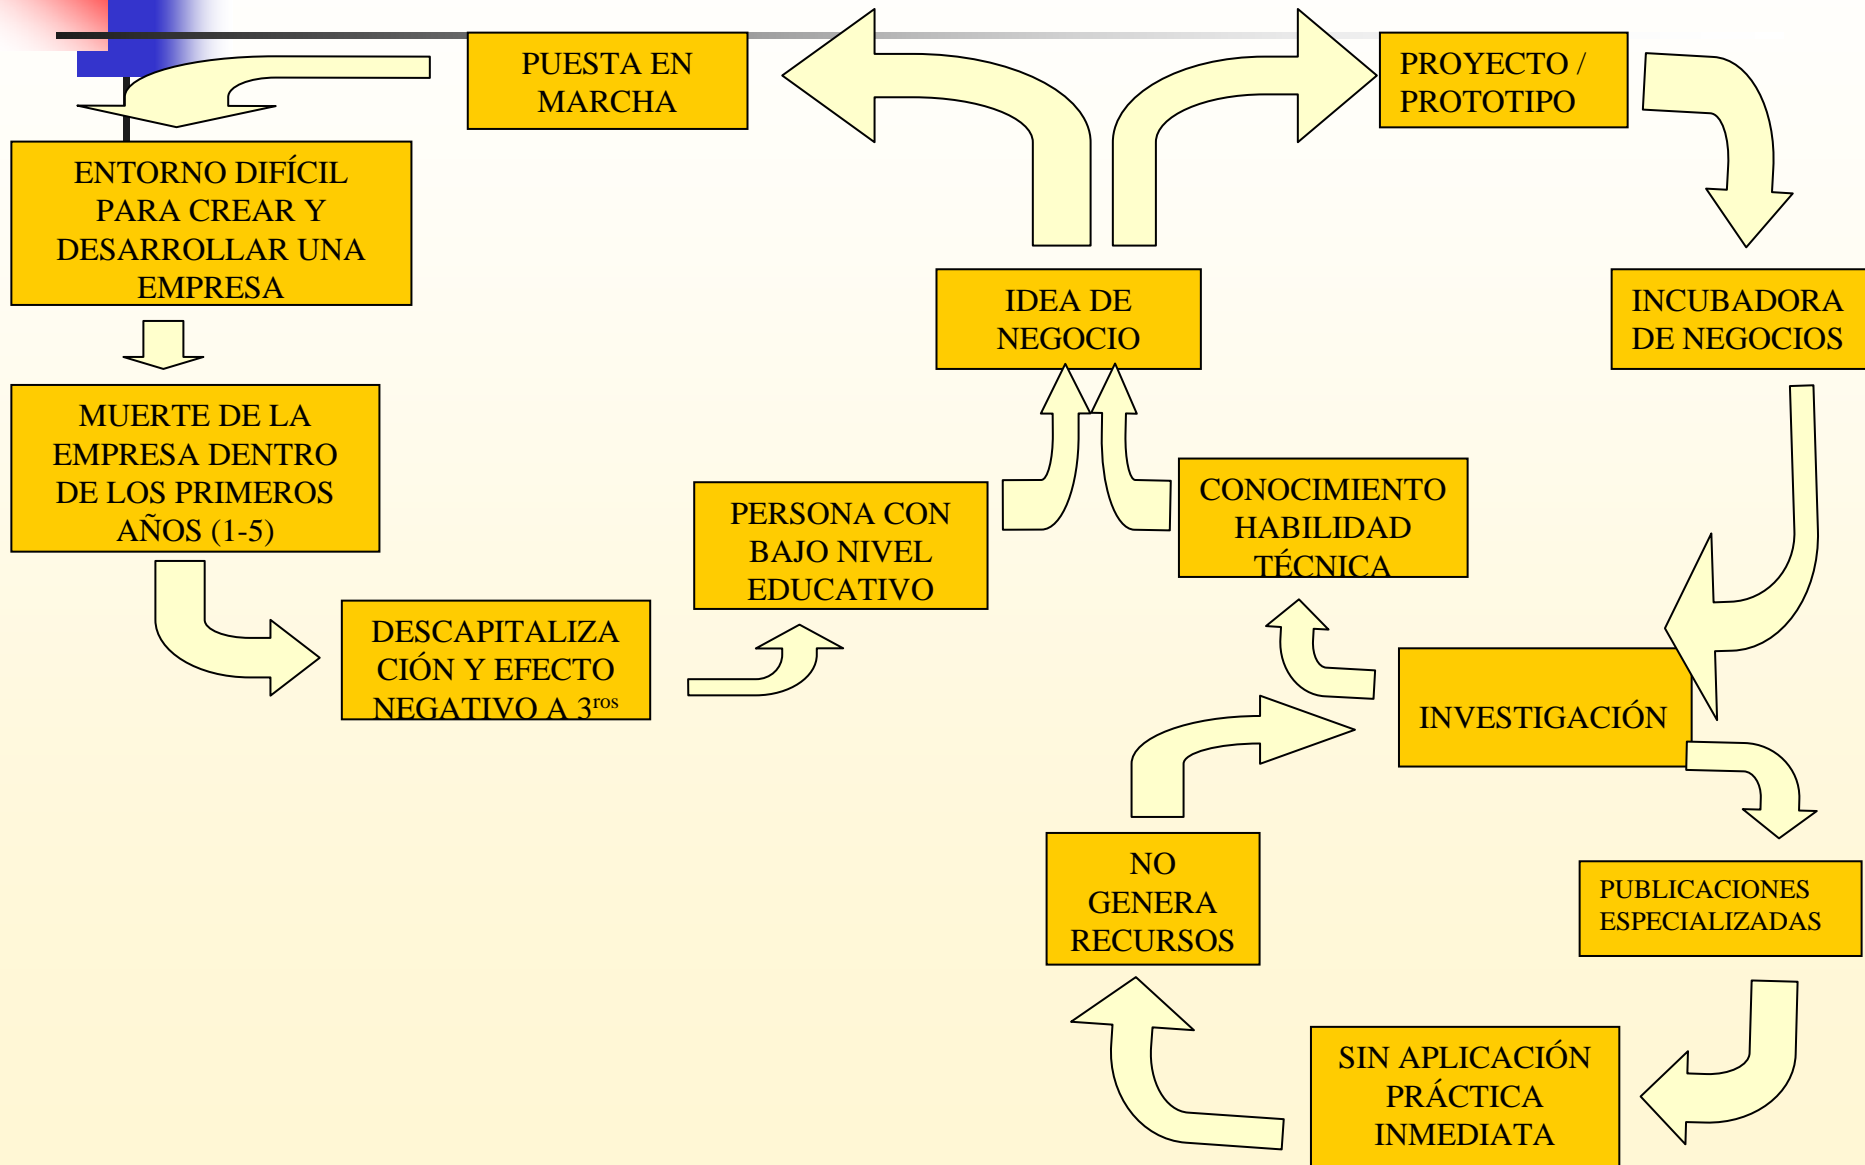 PUESTA EN
MARCHA
PROYECTO /
PROTOTIPO
ENTORNO DIFÍCIL
PARA CREAR Y
DESARROLLAR UNA
EMPRESA
IDEA DE
NEGOCIO
INCUBADORA
DE NEGOCIOS
MUERTE DE LA
EMPRESA DENTRO
DE LOS PRIMEROS
AÑOS (1-5)
PERSONA CON
BAJO NIVEL
EDUCATIVO
CONOCIMIENTO
HABILIDAD
TÉCNICA
DESCAPITALIZA
CIÓN Y EFECTO
NEGATIVO A 3ros
INVESTIGACIÓN
NO
GENERA
RECURSOS
PUBLICACIONES
ESPECIALIZADAS
SIN APLICACIÓN
PRÁCTICA
INMEDIATA